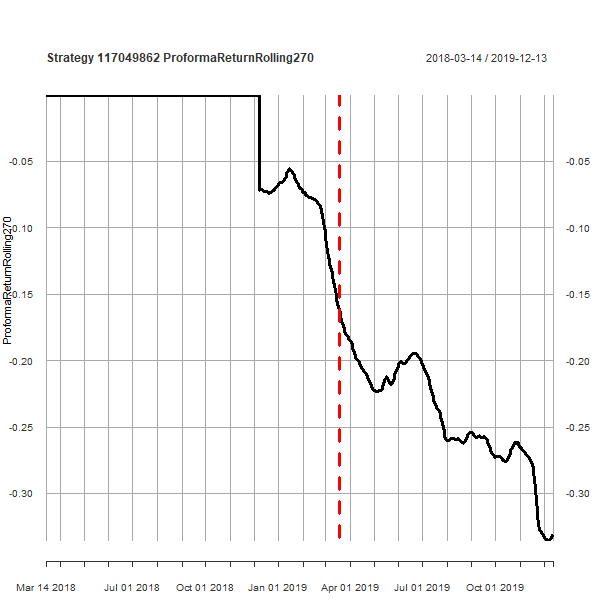 Strategy 117049862 ProformaReturnRolling270
2018-03-14 / 2019-12-13
ProformaReturnRolling270
-0.05 -0.05
-0.10 -0.10
-0.15 -0.15
-0.20 -0.20
-0.25 -0.25
-0.30 -0.30
Mar 14 2018 Jul 01 2018 Oct 01 2018 Jan 01 2019 Apr 01 2019 Jul 01 2019 Oct 01 2019